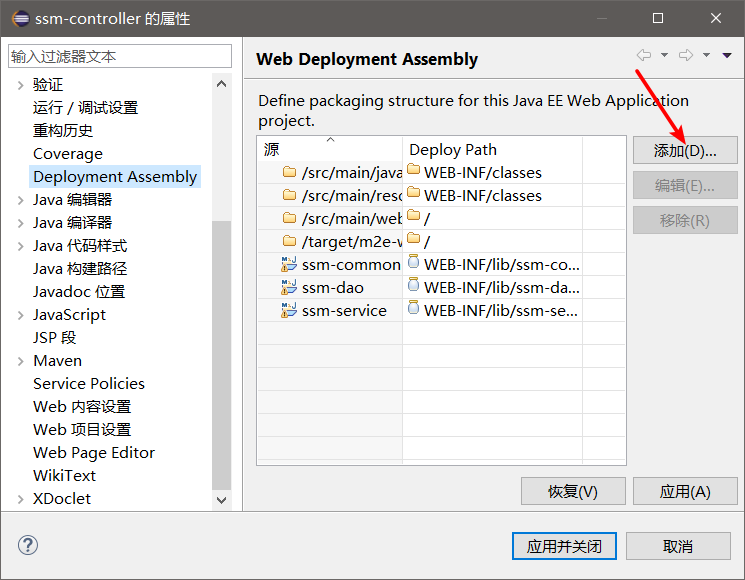 ssm-controller 的属性
输入过滤器文本
验证
运行 / 调试设置
重构历史
Coverage
Deployment Assembly
Java 编辑器
Java 编译器
Java 代码样式
Java 构建路径
Javadoc 位置
JavaScript
JSP 段
Maven
Service Policies
Web 内容设置
Web 项目设置
Web Page Editor
WikiText
XDoclet
Web Deployment Assembly
Define packaging structure for this Java EE Web Application
project.
源 Deploy Path
/src/main/java WEB-INF/classes
/src/main/reso WEB-INF/classes
/src/main/web /
/target/m2e-w /
ssm-common WEB-INF/lib/ssm-co...
ssm-dao WEB-INF/lib/ssm-da...
ssm-service WEB-INF/lib/ssm-se...
添加(D)...
编辑(E)...
移除(R)
恢复(V) 应用(A)
? 应用并关闭 取消